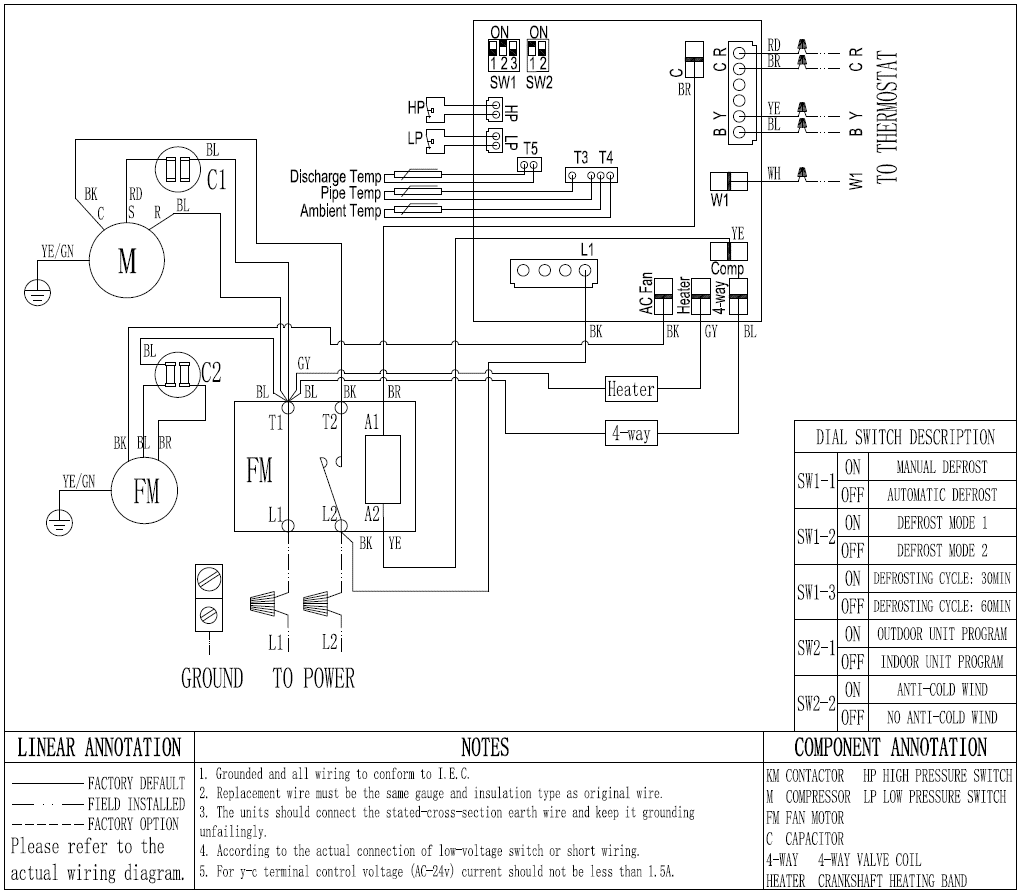 ON ON
1 2 3 1 2
SW1 SW2
C
BR
C R
B Y
RD
BR
YE
BL
WH
C R
B Y
W1
TO THERMOSTAT
HP HP
LP LP
T5
T3 T4
Discharge Temp
Pipe Temp
Ambient Temp
W1
YE
Comp
L1
AC Fan
Heater
4-way
BK
BK
GY
BL
BL
C1
BK
RD
C
S
R
BL
YE/GN
M
BL
C2
BK
BL
BR
YE/GN
FM
GY
BL
BL
BK
BR
T1
T2
A1
FM
L1
L2
A2
BK
YE
Heater
4-way
L1
L2
GROUND
TO POWER
DIAL SWITCH DESCRIPTION
SW1-1
ON MANUAL DEFROST
OFF AUTOMATIC DEFROST
SW1-2
ON DEFROST MODE 1
OFF DEFROST MODE 2
SW1-3
ON DEFROSTING CYCLE: 30MIN
OFF DEFROSTING CYCLE: 60MIN
SW2-1
ON OUTDOOR UNIT PROGRAM
OFF INDOOR UNIT PROGRAM
SW2-2
ON ANTI-COLD WIND
OFF NO ANTI-COLD WIND
LINEAR ANNOTATION
FACTORY DEFAULT
FIELD INSTALLED
FACTORY OPTION
Please refer to the
actual wiring diagram.
NOTES
1. Grounded and all wiring to conform to I.E.C.
2. Replacement wire must be the same gauge and insulation type as original wire.
3. The units should connect the stated-cross-section earth wire and keep it grounding
unfailingly.
4. According to the actual connection of low-voltage switch or short wiring.
5. For y-c terminal control voltage (AC-24v) current should not be less than 1.5A.
COMPONENT ANNOTATION
KM CONTACTOR HP HIGH PRESSURE SWITCH
M COMPRESSOR LP LOW PRESSURE SWITCH
FM FAN MOTOR
C CAPACITOR
4-WAY 4-WAY VALVE COIL
HEATER CRANKSHAFT HEATING BAND